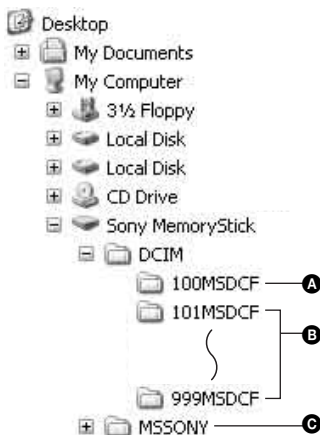 Desktop
My Documents
My Computer
3½ Floppy
Local Disk
Local Disk
CD Drive
Sony MemoryStick
DCIM
100MSDCF A
101MSDCF
B
999MSDCF
MSSONY C